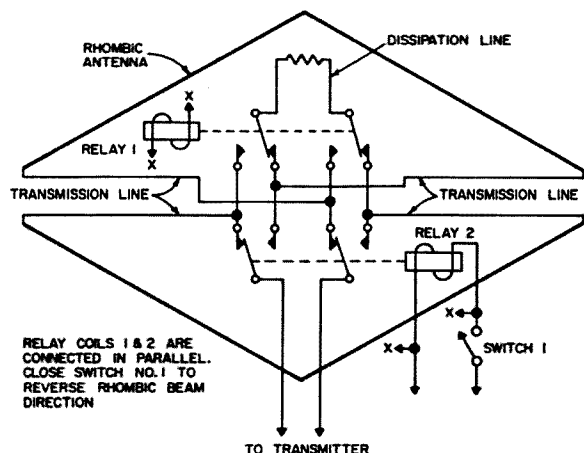 DISSIPATION LINE
RHOMBIC
ANTENNA
X
RELAY 1
X
TRANSMISSION LINE
TRANSMISSION LINE
RELAY 2
X
X
SWITCH 1
RELAY COILS 1 & 2 ARE
CONNECTED IN PARALLEL.
CLOSE SWITCH NO. 1 TO
REVERSE RHOMBIC BEAM
DIRECTION
TO TRANSMITTER